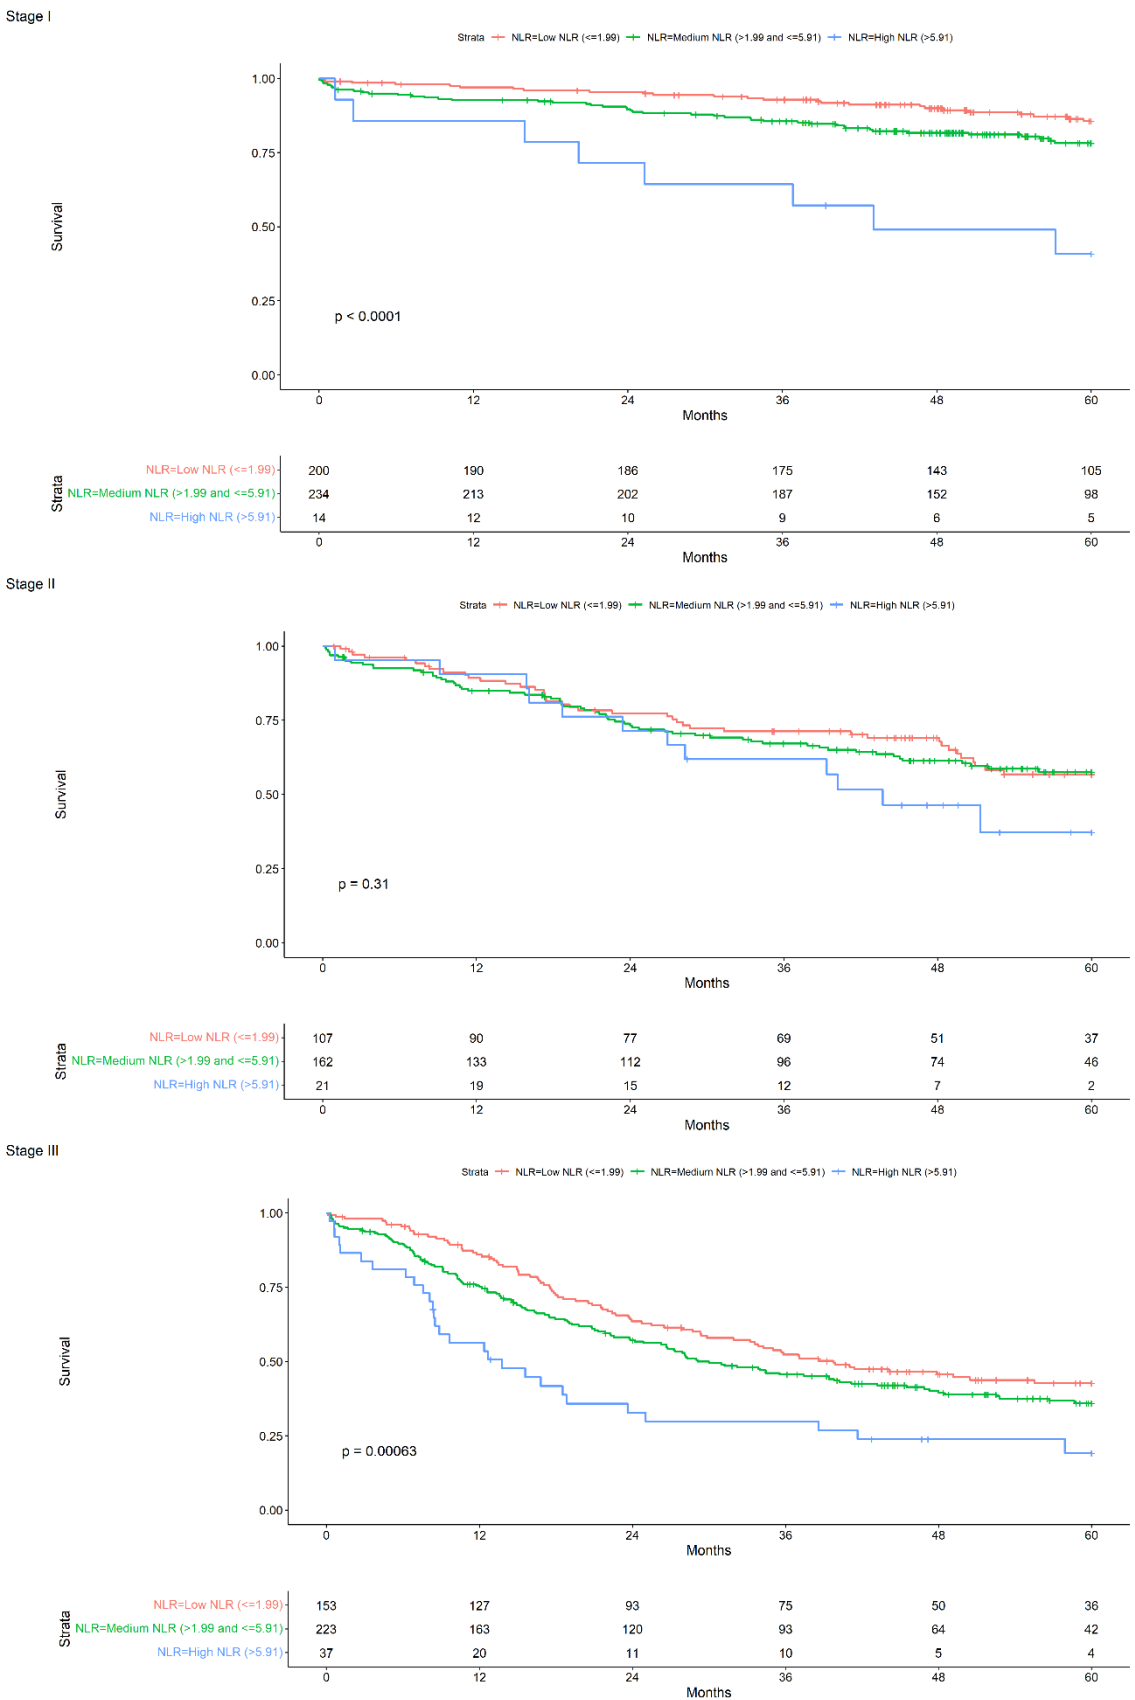 Stage I
Strata NLR=Low NLR (<=1.99) NLR=Medium NLR (>1.99 and <=5.91) NLR=High NLR (>5.91)
1.00
0.75
0.50
0.25
0.00
Survival
p < 0.0001
0 12 24 36 48 60
Months
Strata
NLR=Low NLR (<=1.99) 200 190 186 175 143 105
NLR=Medium NLR (>1.99 and <=5.91) 234 213 202 187 152 98
NLR=High NLR (>5.91) 14 12 10 9 6 5
0 12 24 36 48 60
Months
Stage II
Strata NLR=Low NLR (<=1.99) NLR=Medium NLR (>1.99 and <=5.91) NLR=High NLR (>5.91)
1.00
0.75
0.50
0.25
0.00
Survival
p = 0.31
0 12 24 36 48 60
Months
Strata
NLR=Low NLR (<=1.99) 107 90 77 69 51 37
NLR=Medium NLR (>1.99 and <=5.91) 162 133 112 96 74 46
NLR=High NLR (>5.91) 21 19 15 12 7 2
0 12 24 36 48 60
Months
Stage III
Strata NLR=Low NLR (<=1.99) NLR=Medium NLR (>1.99 and <=5.91) NLR=High NLR (>5.91)
1.00
0.75
0.50
0.25
0.00
Survival
p = 0.00063
0 12 24 36 48 60
Months
Strata
NLR=Low NLR (<=1.99) 153 127 93 75 50 36
NLR=Medium NLR (>1.99 and <=5.91) 223 163 120 93 64 42
NLR=High NLR (>5.91) 37 20 11 10 5 4
0 12 24 36 48 60
Months